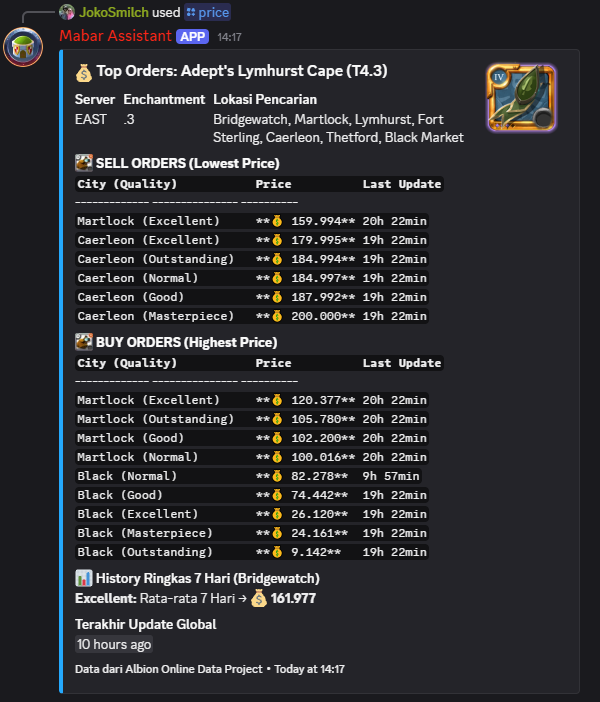 JokoSmilch used price
Mabar Assistant APP 14:17
Top Orders: Adept's Lymhurst Cape (T4.3)
IV
Server Enchantment Lokasi Pencarian
EAST .3 Bridgewatch, Martlock, Lymhurst, Fort
Sterling, Caerleon, Thetford, Black Market
SELL ORDERS (Lowest Price)
City (Quality) Price Last Update
------------- --------------- ----------
Martlock (Excellent) **💰 159.994** 20h 22min
Caerleon (Excellent) **💰 179.995** 19h 22min
Caerleon (Outstanding) **💰 184.994** 19h 22min
Caerleon (Normal) **💰 184.997** 19h 22min
Caerleon (Good) **💰 187.992** 19h 22min
Caerleon (Masterpiece) **💰 200.000** 19h 22min
BUY ORDERS (Highest Price)
City (Quality) Price Last Update
------------- --------------- ----------
Martlock (Excellent) **💰 120.377** 20h 22min
Martlock (Outstanding) **💰 105.780** 20h 22min
Martlock (Good) **💰 102.200** 20h 22min
Martlock (Normal) **💰 100.016** 20h 22min
Black (Normal) **💰 82.278** 9h 57min
Black (Good) **💰 74.442** 19h 22min
Black (Excellent) **💰 26.120** 19h 22min
Black (Masterpiece) **💰 24.161** 19h 22min
Black (Outstanding) **💰 9.142** 19h 22min
📊 History Ringkas 7 Hari (Bridgewatch)
Excellent: Rata-rata 7 Hari → 💰 161.977
Terakhir Update Global
10 hours ago
Data dari Albion Online Data Project • Today at 14:17